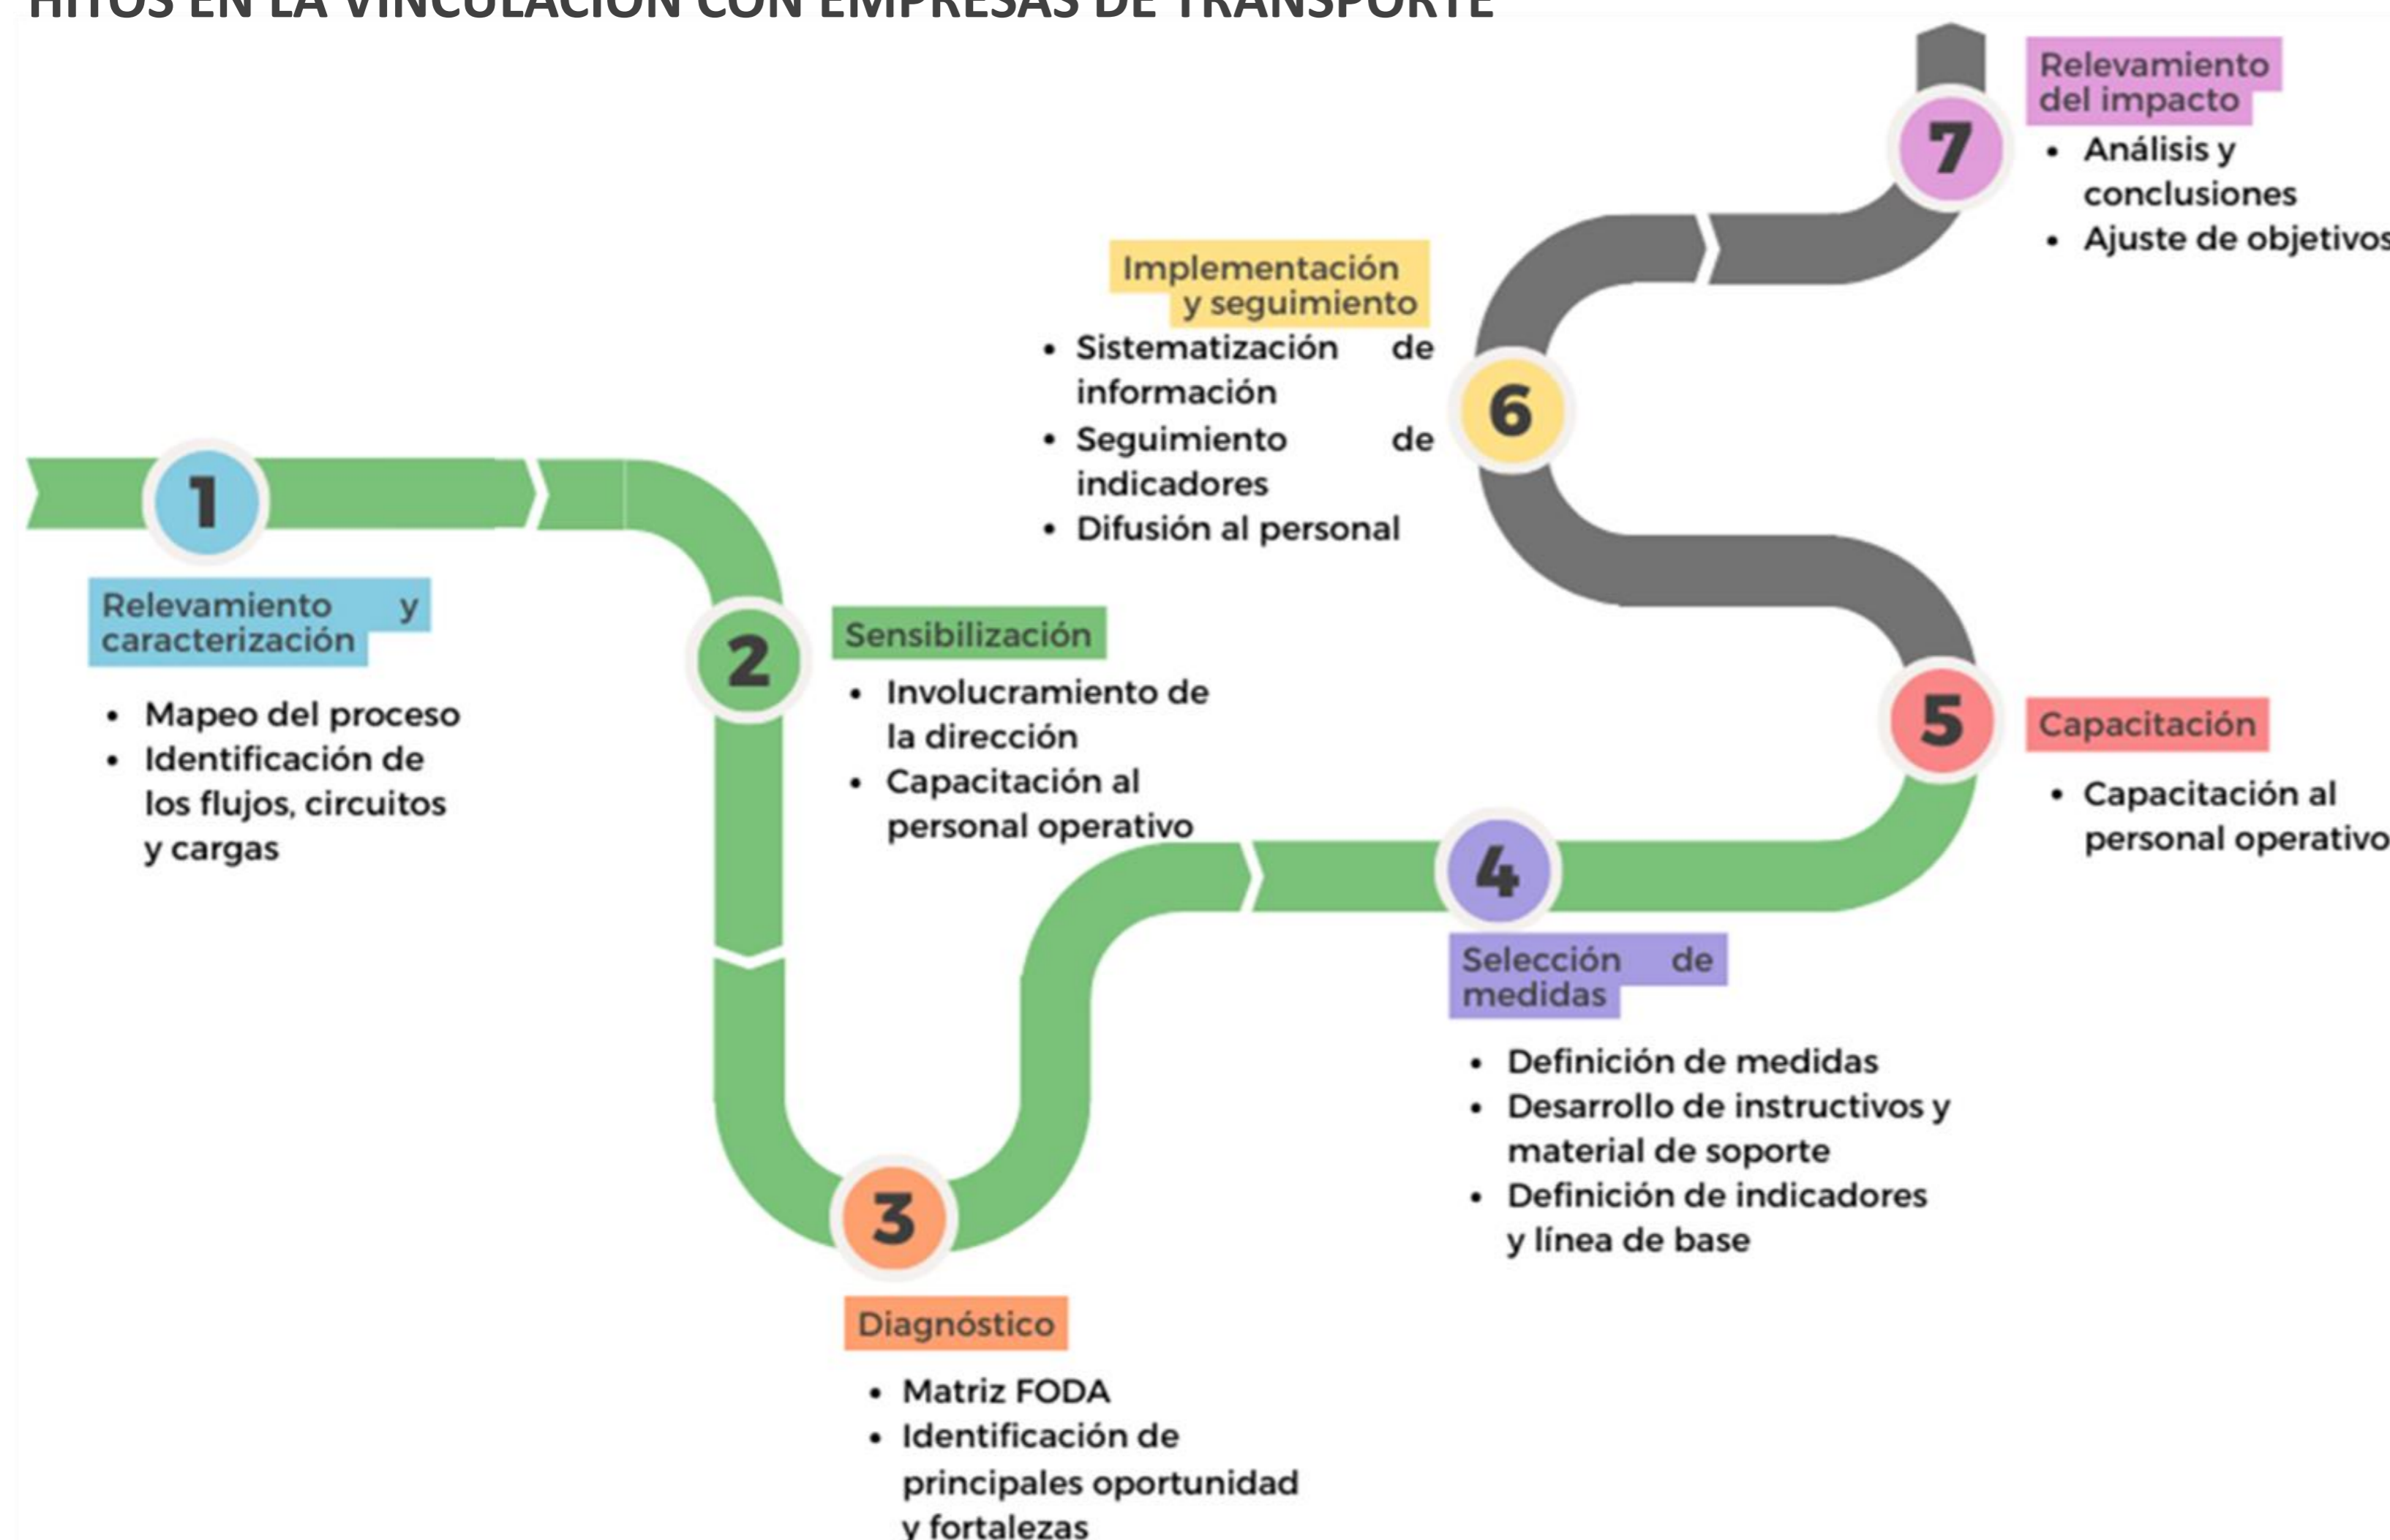 HITOS EN LA VINCULACIÓN CON EMPRESAS DE TRANSPORTE
1
Relevamiento y
caracterización
• Mapeo del proceso
• Identificación de
los flujos, circuitos
y cargas
2
Sensibilización
• Involucramiento de
la dirección
• Capacitación al
personal operativo
3
Diagnóstico
• Matriz FODA
• Identificación de
principales oportunidad
y fortalezas
4
Selección de
medidas
• Definición de medidas
• Desarrollo de instructivos y
material de soporte
• Definición de indicadores
y línea de base
5
Capacitación
• Capacitación al
personal operativo
6
Implementación
y seguimiento
• Sistematización de
información
• Seguimiento de
indicadores
• Difusión al personal
7
Relevamiento
del impacto
• Análisis y
conclusiones
• Ajuste de objetivos